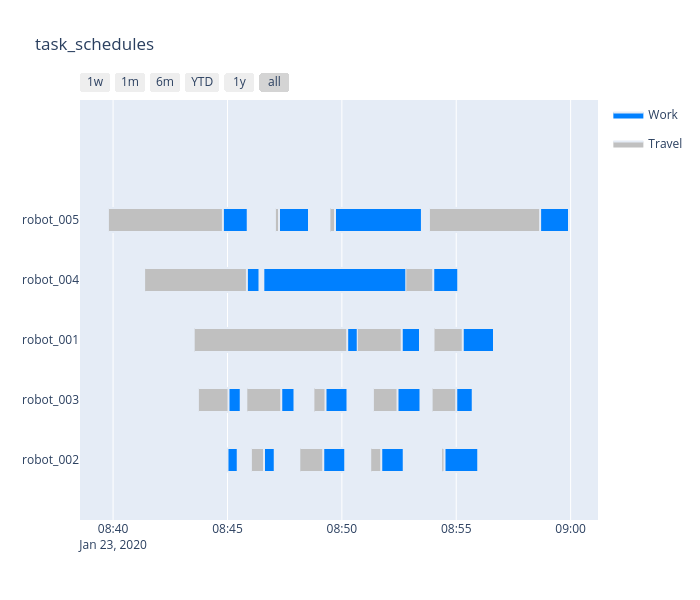 task_schedules
1w 1m 6m YTD 1y all
Work
Travel
robot_005
robot_004
robot_001
robot_003
robot_002
08:40 08:45 08:50 08:55 09:00
Jan 23, 2020